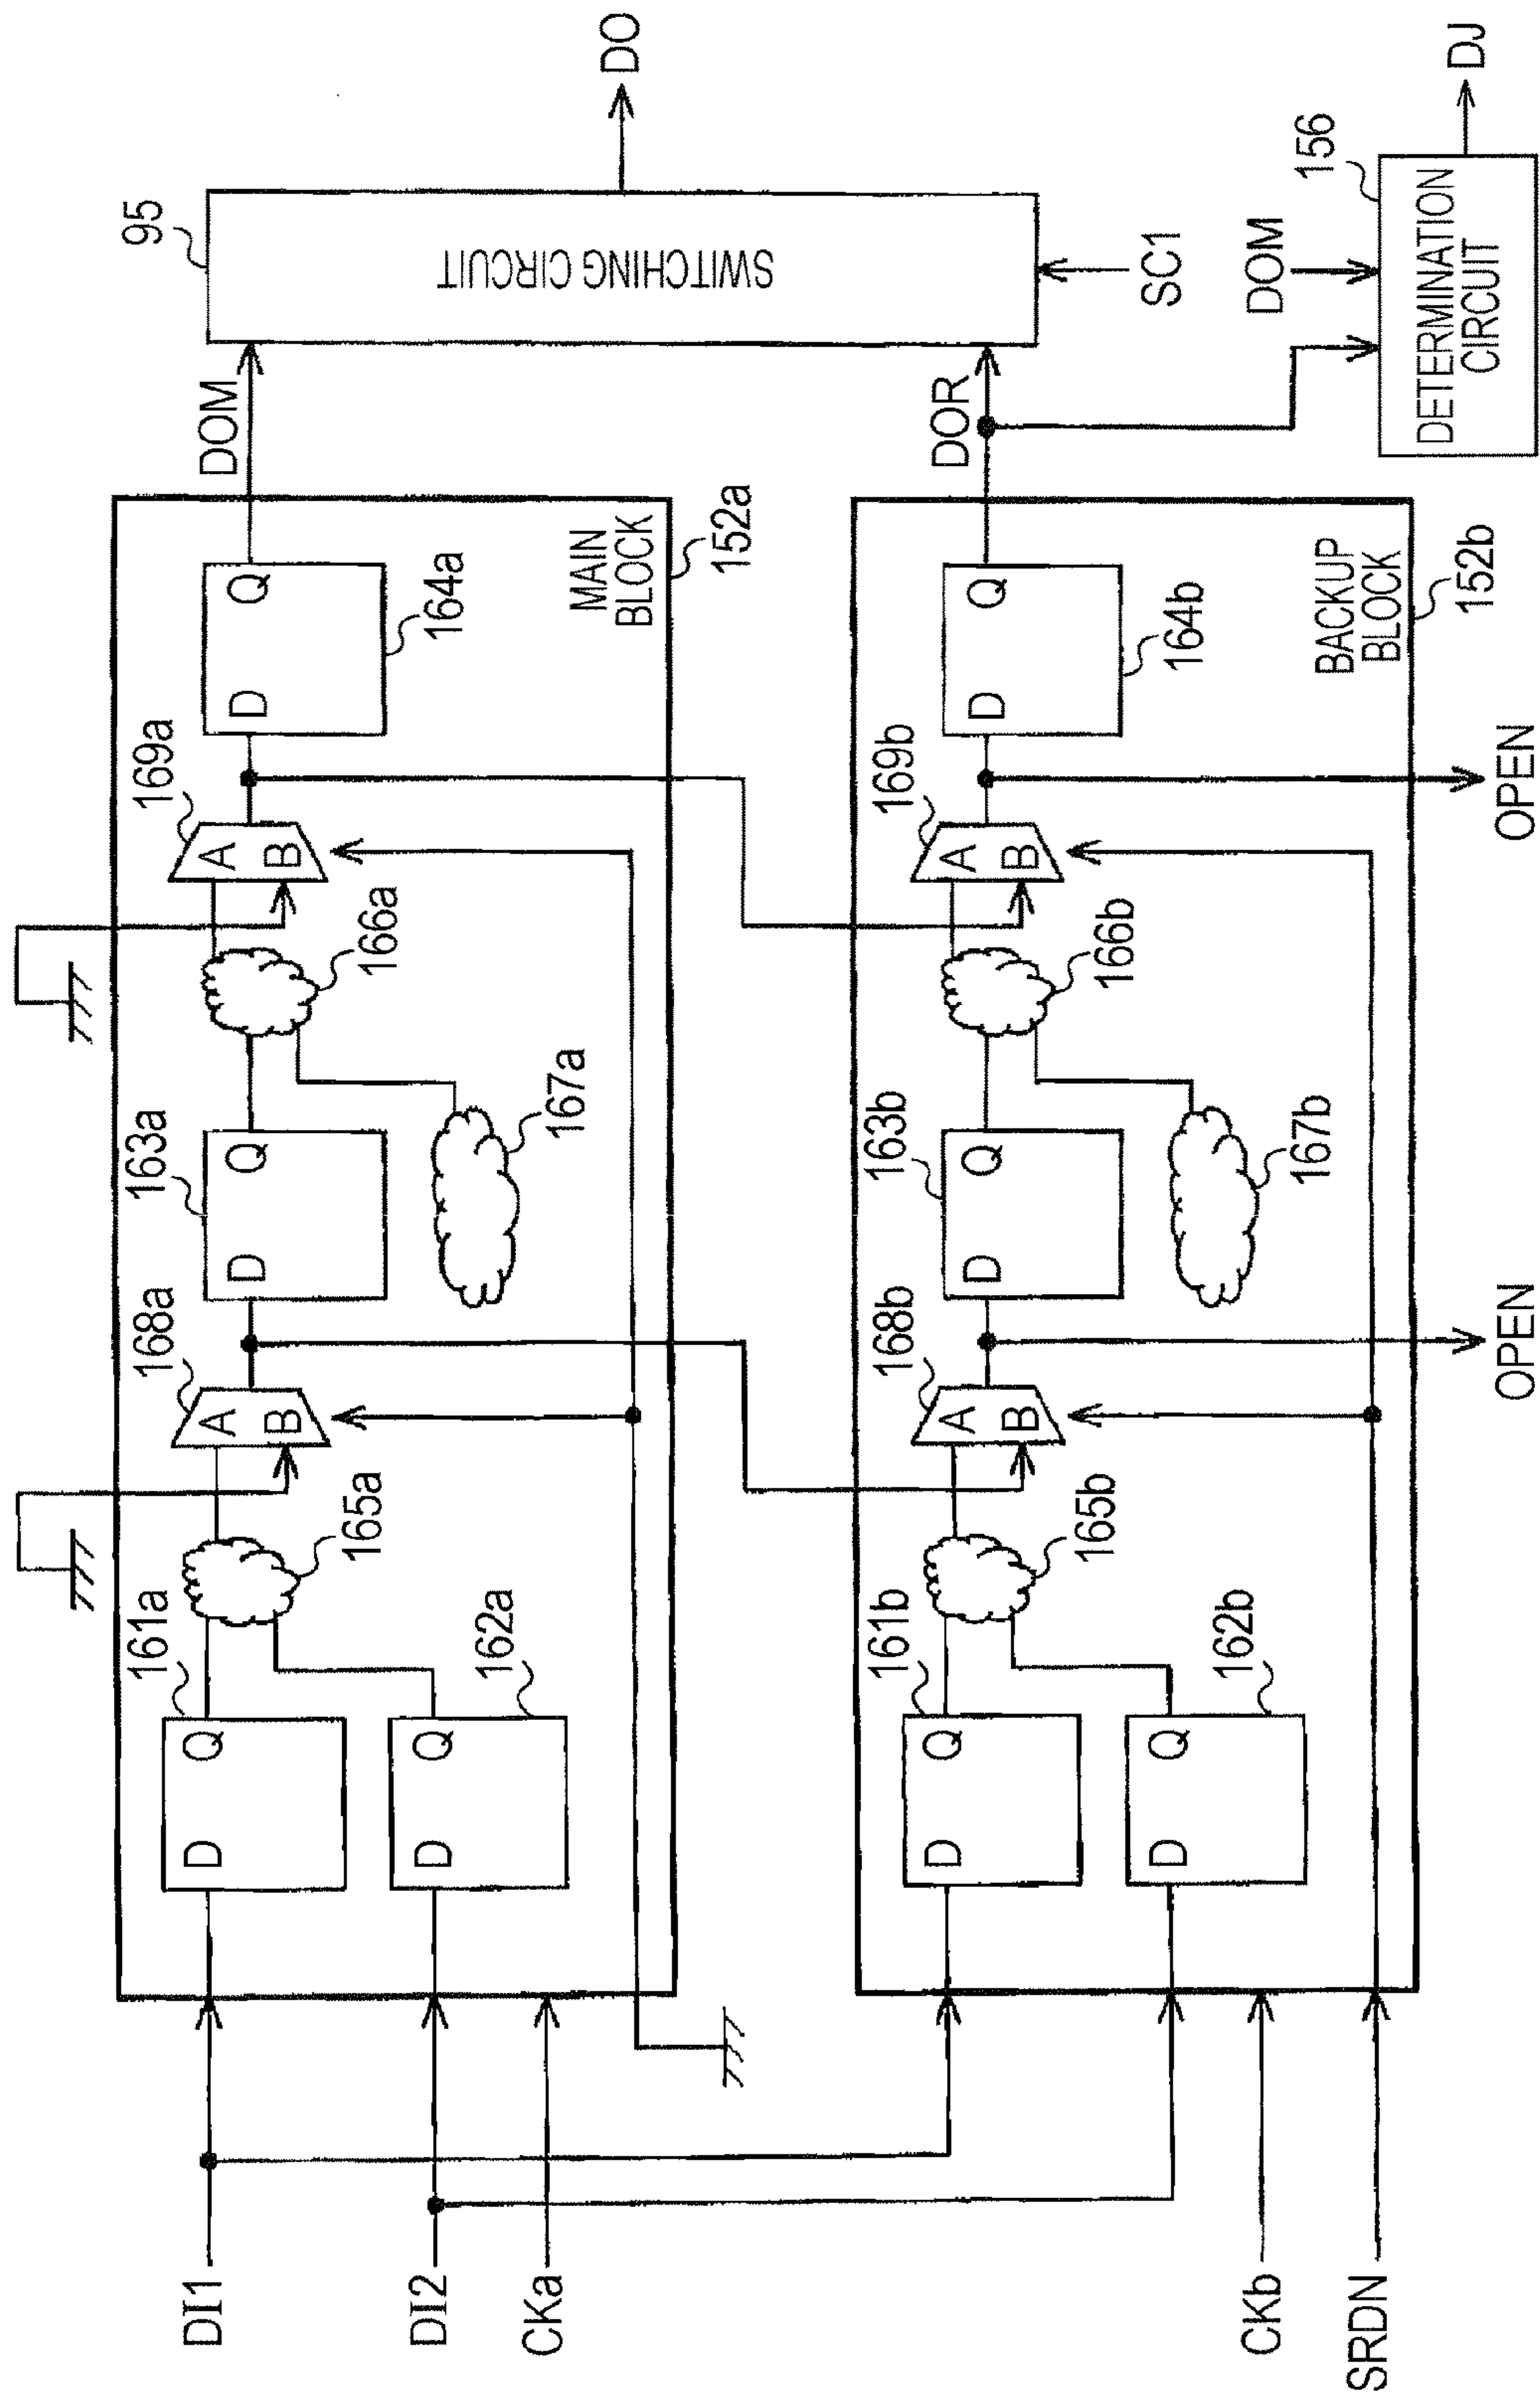 95
SWITCHING CIRCUIT
DO
DOM
DOR
SC1
DOM
156
DETERMINATION
CIRCUIT
DJ
MAIN
BLOCK
152a
161a
D
Q
162a
D
Q
165a
168a
A
B
163a
D
Q
167a
166a
169a
A
B
164a
D
Q
BACKUP
BLOCK
152b
161b
D
Q
162b
D
Q
165b
168b
A
B
163b
D
Q
167b
166b
169b
A
B
164b
D
Q
OPEN
OPEN
DI1
DI2
CKa
CKb
SRDN